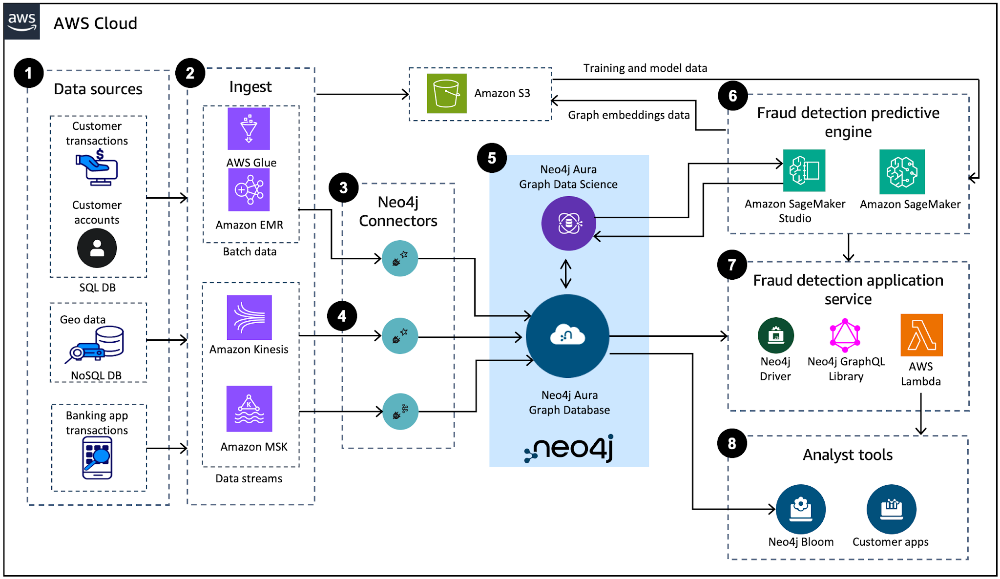 aws
AWS Cloud
1
Data sources
Customer
transactions
$
Customer
accounts
SQL DB
Geo data
NoSQL DB
Banking app
transactions
2
Ingest
AWS Glue
Amazon EMR
Batch data
Amazon Kinesis
K
Amazon MSK
Data streams
Amazon S3
Training and model data
Graph embeddings data
3
Neo4j
Connectors
4
5
Neo4j Aura
Graph Data Science
n
Neo4j Aura
Graph Database
neo4j
6
Fraud detection predictive
engine
Amazon SageMaker
Studio
Amazon SageMaker
7
Fraud detection application
service
JS
Neo4j
Driver
Neo4j GraphQL
Library
AWS
Lambda
8
Analyst tools
Neo4j Bloom
Customer apps